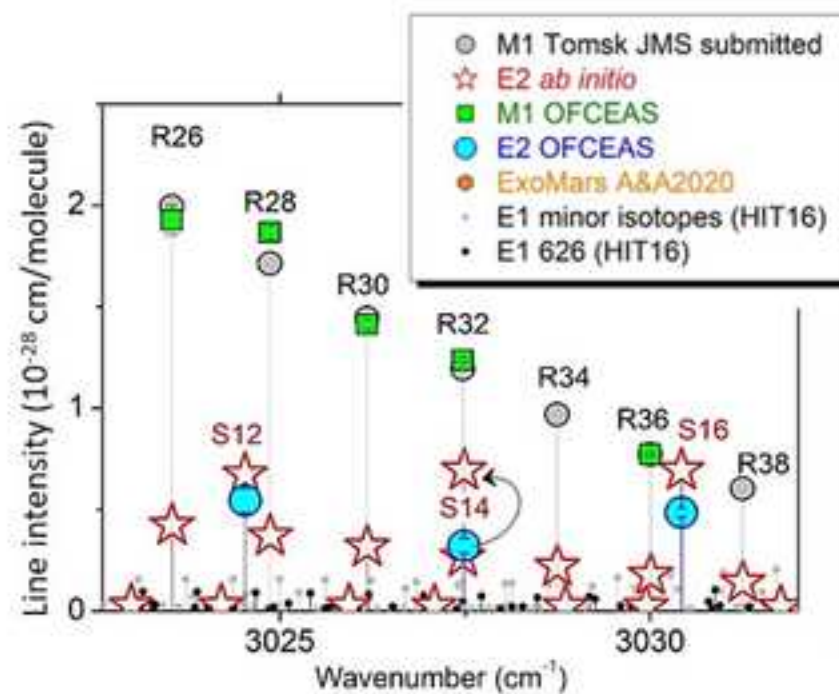 M1 Tomsk JMS submitted
E2 ab initio
M1 OFCEAS
E2 OFCEAS
ExoMars A&A2020
E1 minor isotopes (HIT16)
E1 626 (HIT16)
R26
R28
R30
R32
R34
R36
R38
S12
S14
S16
2
1
0
Line intensity (10⁻²⁸ cm/molecule)
3025
3030
Wavenumber (cm⁻¹)